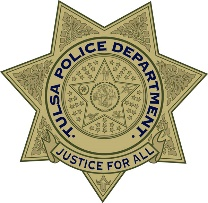 TULSA POLICE DEPARTMENT
JUSTICE FOR ALL